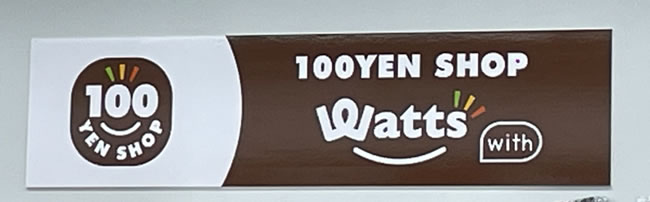 100
YEN SHOP
100YEN SHOP
Watts
with